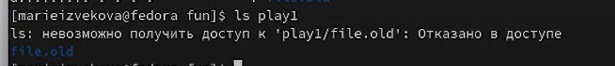 [marieizvekova@fedora fun]$ ls play1
ls: невозможно получить доступ к 'play1/file.old': Отказано в доступе
file.old